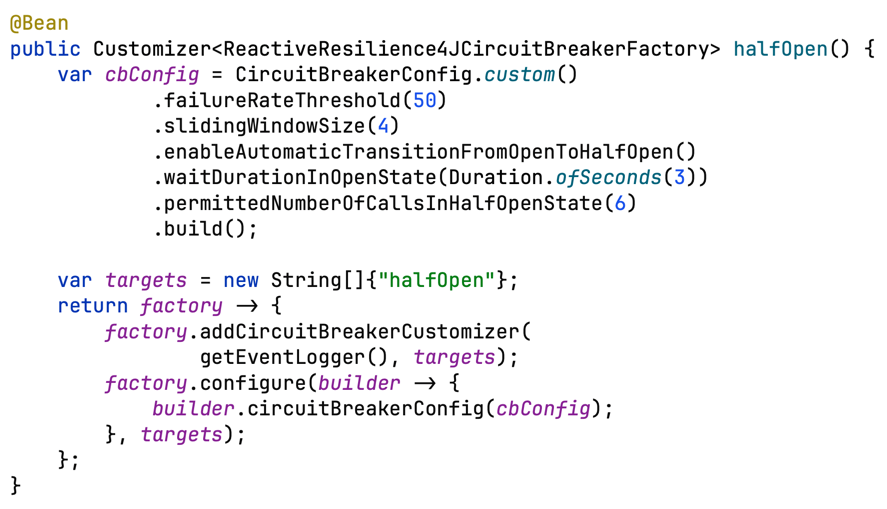 @Bean
public Customizer<ReactiveResilience4JCircuitBreakerFactory> halfOpen() {
    var cbConfig = CircuitBreakerConfig.custom()
            .failureRateThreshold(50)
            .slidingWindowSize(4)
            .enableAutomaticTransitionFromOpenToHalfOpen()
            .waitDurationInOpenState(Duration.ofSeconds(3))
            .permittedNumberOfCallsInHalfOpenState(6)
            .build();

    var targets = new String[]{"halfOpen"};
    return factory -> {
        factory.addCircuitBreakerCustomizer(
                getEventLogger(), targets);
        factory.configure(builder -> {
            builder.circuitBreakerConfig(cbConfig);
        }, targets);
    };
}